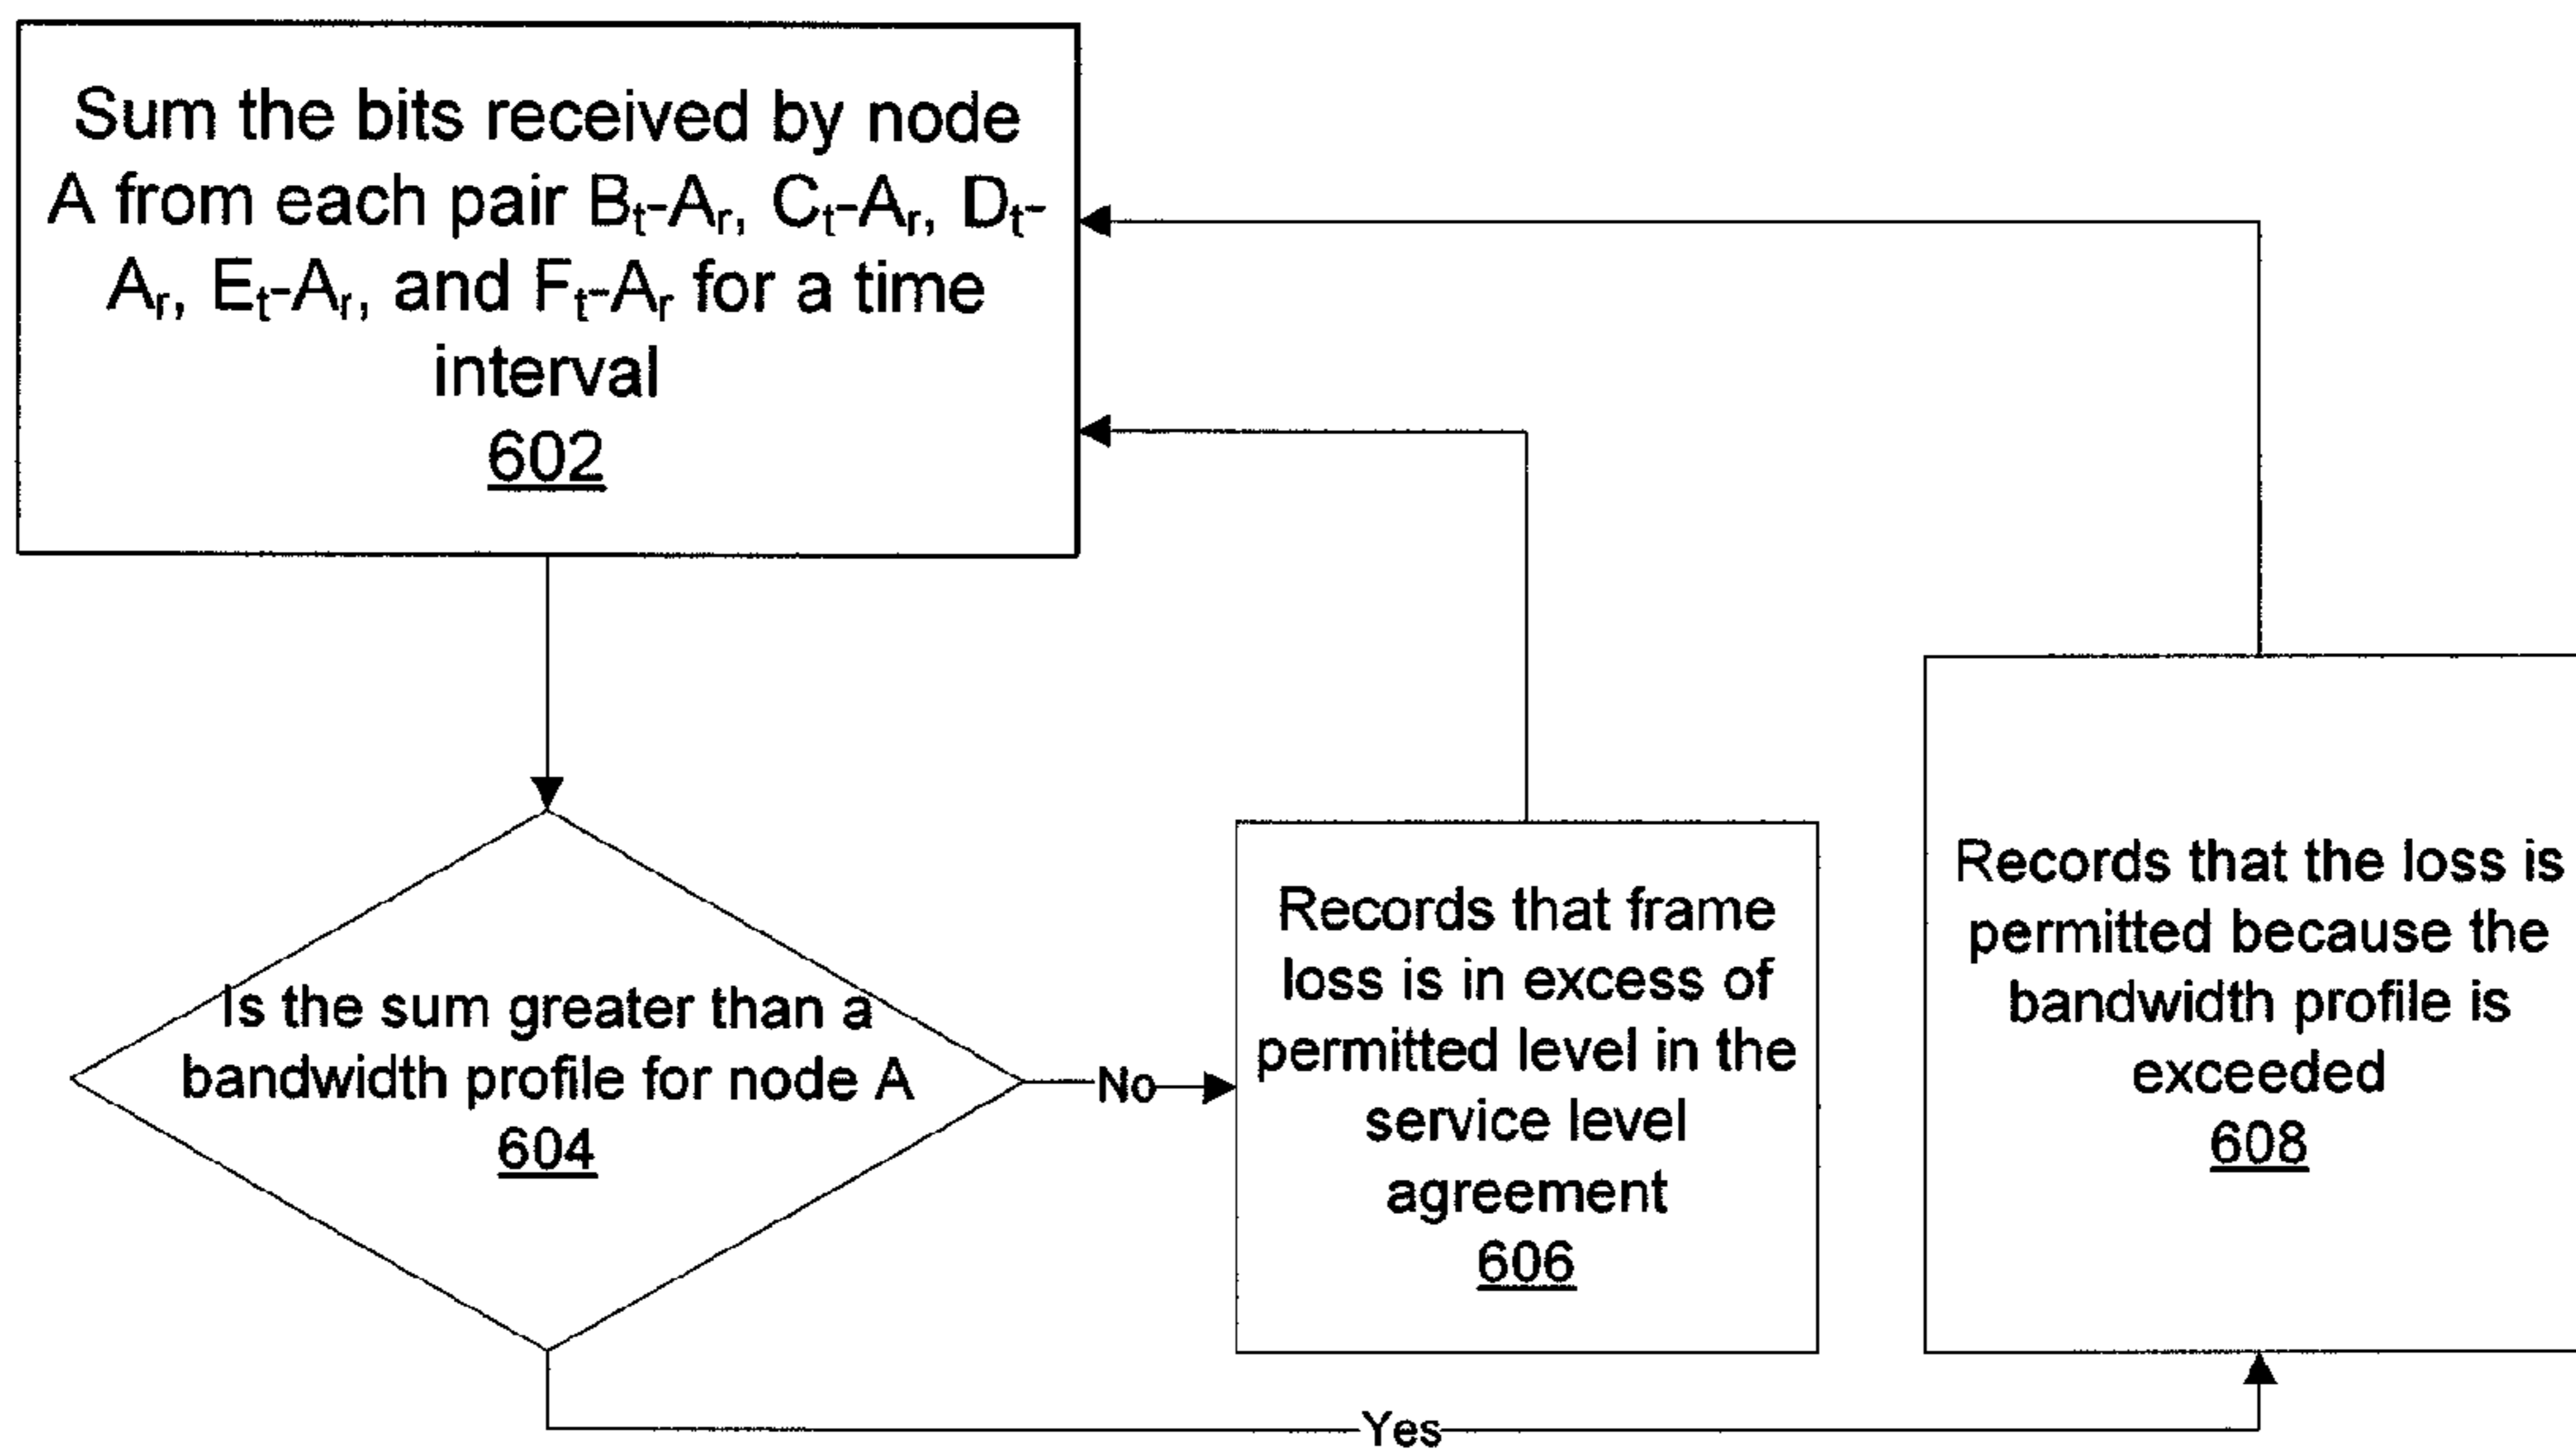 Sum the bits received by node
A from each pair Bt-Ar, Ct-Ar, Dt-
Ar, Et-Ar, and Ft-Ar for a time
interval
602
Is the sum greater than a
bandwidth profile for node A
604
No
Records that frame
loss is in excess of
permitted level in the
service level
agreement
606
Records that the loss is
permitted because the
bandwidth profile is
exceeded
608
Yes